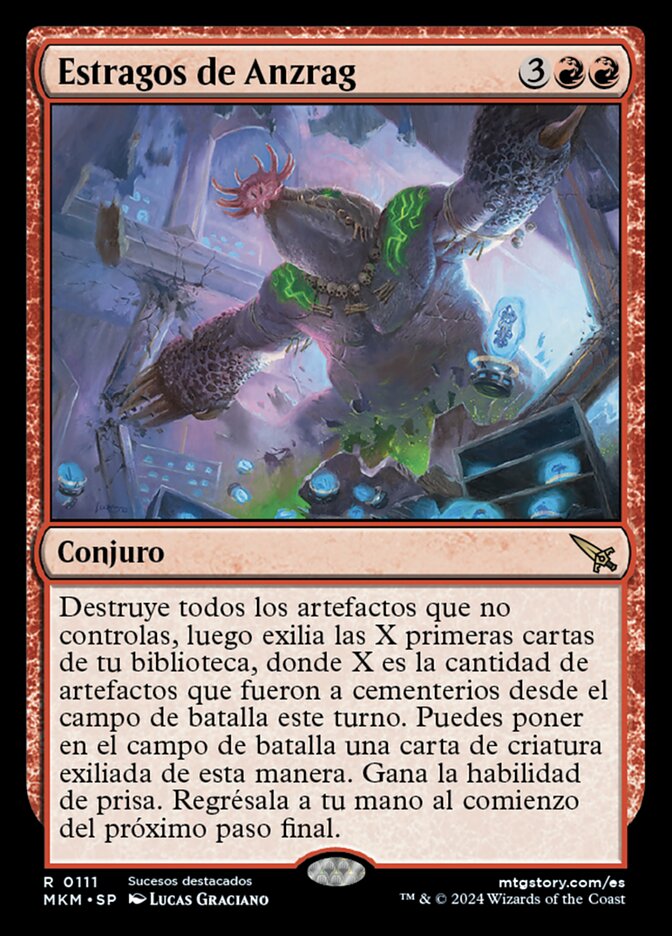 Estragos de Anzrag 3
Conjuro
Destruye todos los artefactos que no
controlas, luego exilia las X primeras cartas
de tu biblioteca, donde X es la cantidad de
artefactos que fueron a cementerios desde el
campo de batalla este turno. Puedes poner
en el campo de batalla una carta de criatura
exiliada de esta manera. Gana la habilidad
de prisa. Regrésala a tu mano al comienzo
del próximo paso final.
R 0111 Sucesos destacados mtgstory.com/es
MKM • SP Lucas Graciano ™ & © 2024 Wizards of the Coast